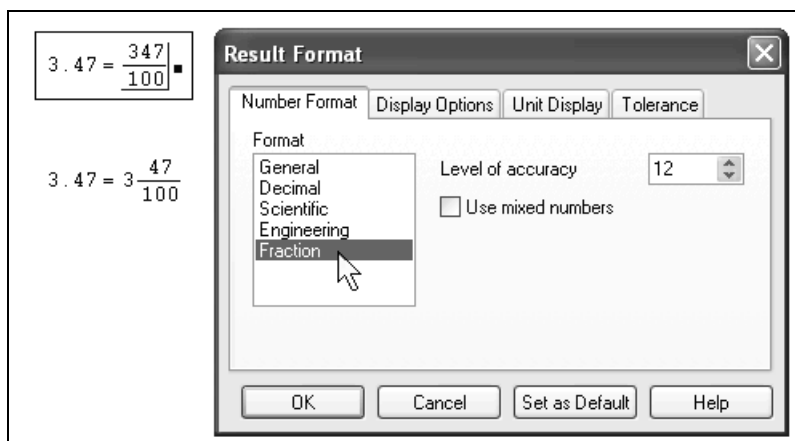 3.47 = 347/100
3.47 = 3 47/100
Result Format
Number Format Display Options Unit Display Tolerance
Format
General
Decimal
Scientific
Engineering
Fraction
Level of accuracy 12
Use mixed numbers
OK Cancel Set as Default Help